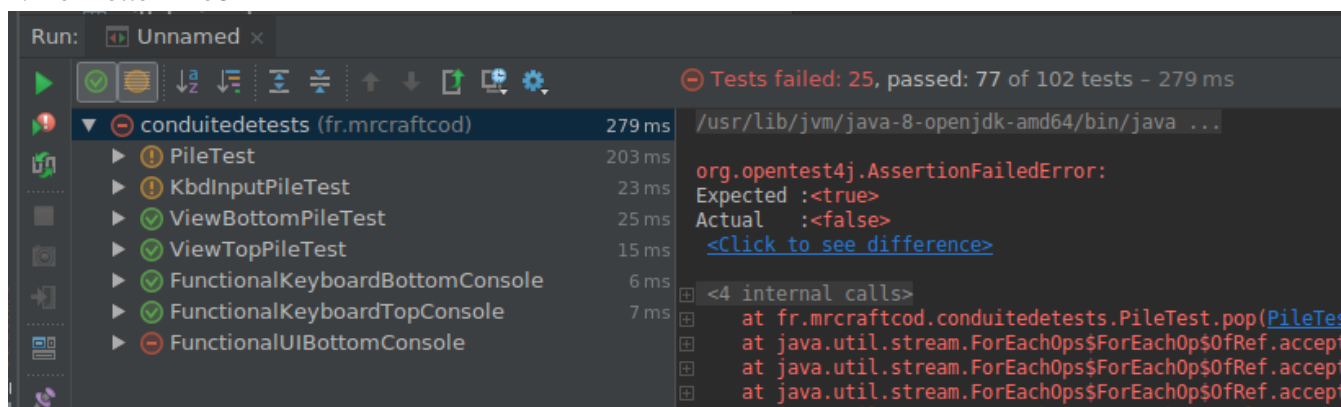 Run: Unnamed ×
Tests failed: 25, passed: 77 of 102 tests – 279 ms
conduitedetests (fr.mrcraftcod) 279 ms
PileTest 203 ms
KbdInputPileTest 23 ms
ViewBottomPileTest 25 ms
ViewTopPileTest 15 ms
FunctionalKeyboardBottomConsole 6 ms
FunctionalKeyboardTopConsole 7 ms
FunctionalUIBottomConsole
/usr/lib/jvm/java-8-openjdk-amd64/bin/java ...
org.opentest4j.AssertionFailedError:
Expected :<true>
Actual :<false>
<Click to see difference>
<4 internal calls>
at fr.mrcraftcod.conduitedetests.PileTest.pop(PileTes
at java.util.stream.ForEachOps$ForEachOp$OfRef.accept
at java.util.stream.ForEachOps$ForEachOp$OfRef.accept
at java.util.stream.ForEachOps$ForEachOp$OfRef.accept